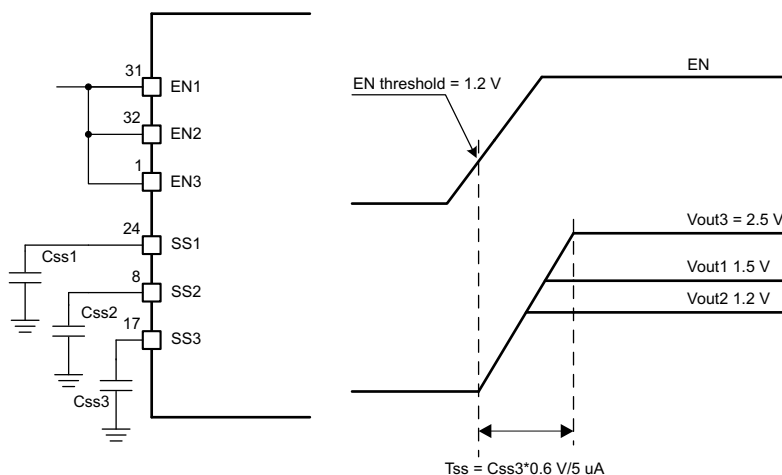 31
EN1
32
EN2
1
EN3
24
SS1
Css1
8
SS2
Css2
17
SS3
Css3
EN threshold = 1.2 V
EN
Vout3 = 2.5 V
Vout1 1.5 V
Vout2 1.2 V
Tss = Css3*0.6 V/5 uA